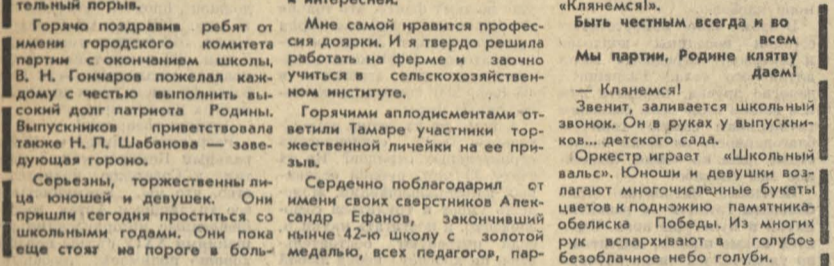 тельный порыв.
Горячо поздравив ребят от
имени городского комитета
партии с окончанием школы,
В. Н. Гончаров пожелал каж-
дому с честью выполнить вы-
сокий долг патриота Родины.
Выпускников приветствовала
также Н. П. Шабанова — заве-
дующая гороно.
Серьезны, торжественны ли-
ца юношей и девушек. Они
пришли сегодня проститься со
школьными годами. Они пока
еще стоят на пороге в боль-
и интересней.
Мне самой нравится профес-
сия доярки. И я твердо решила
работать на ферме и заочно
учиться в сельскохозяйствен-
ном институте.
Горячими аплодисментами от-
ветили Тамаре участники тор-
жественной личейки на ее при-
зыв.
Сердечно поблагодарил от
имени своих сверстников Алек-
сандр Ефанов, закончивший
нынче 42-ю школу с золотой
медалью, всех педагогов, пар-
«Клянемся!».
Быть честным всегда и во
всем
Мы партии, Родине клятву
даем!
— Клянемся!
Звенит, заливается школьный
звонок. Он в руках у выпускни-
ков... детского сада.
Оркестр играет «Школьный
вальс». Юноши и девушки воз-
лагают многочисленные букеты
цветов к подножию памятника-
обелиска Победы. Из многих
рук вспархивают в голубое
безоблачное небо голуби.